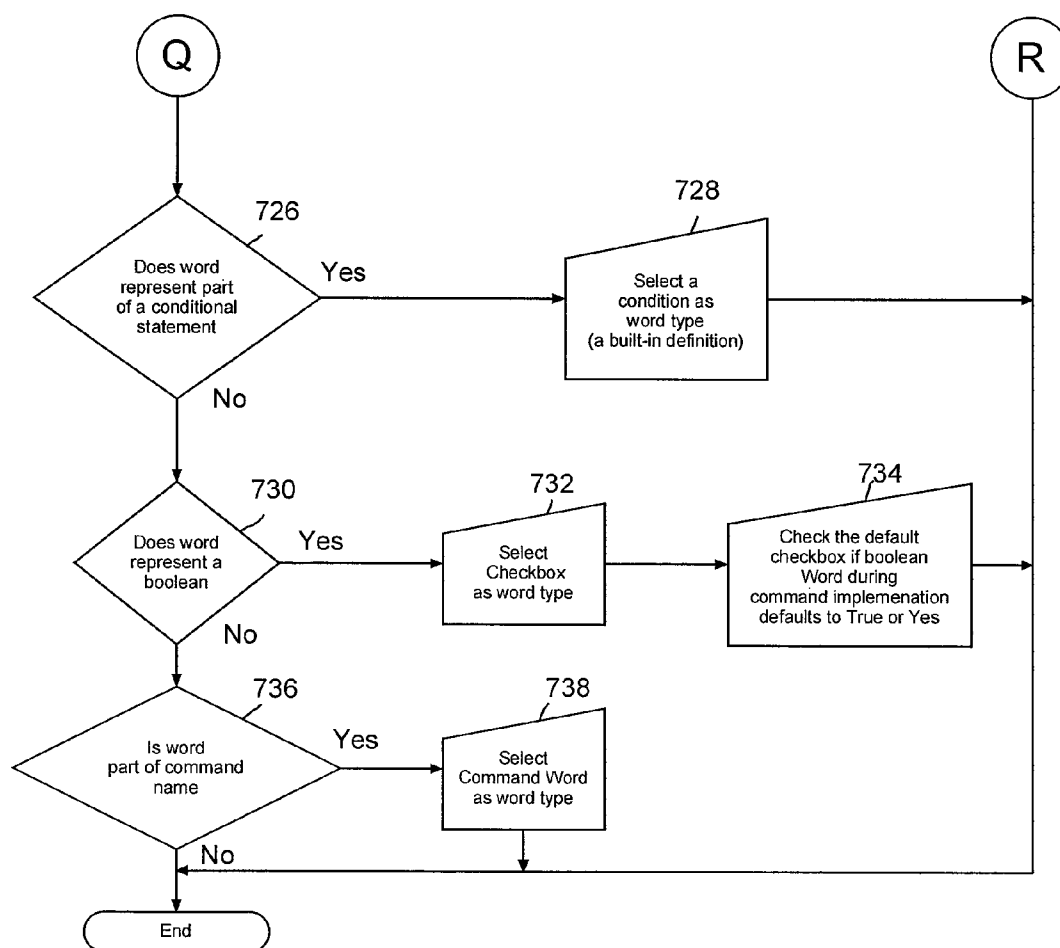 Q
R
726
Does word
represent part
of a conditional
statement
Yes
No
728
Select a
condition as
word type
(a built-in definition)
730
Does word
represent a
boolean
Yes
No
732
Select
Checkbox
as word type
734
Check the default
checkbox if boolean
Word during
command implemenation
defaults to True or Yes
736
Is word
part of command
name
Yes
No
738
Select
Command Word
as word type
End